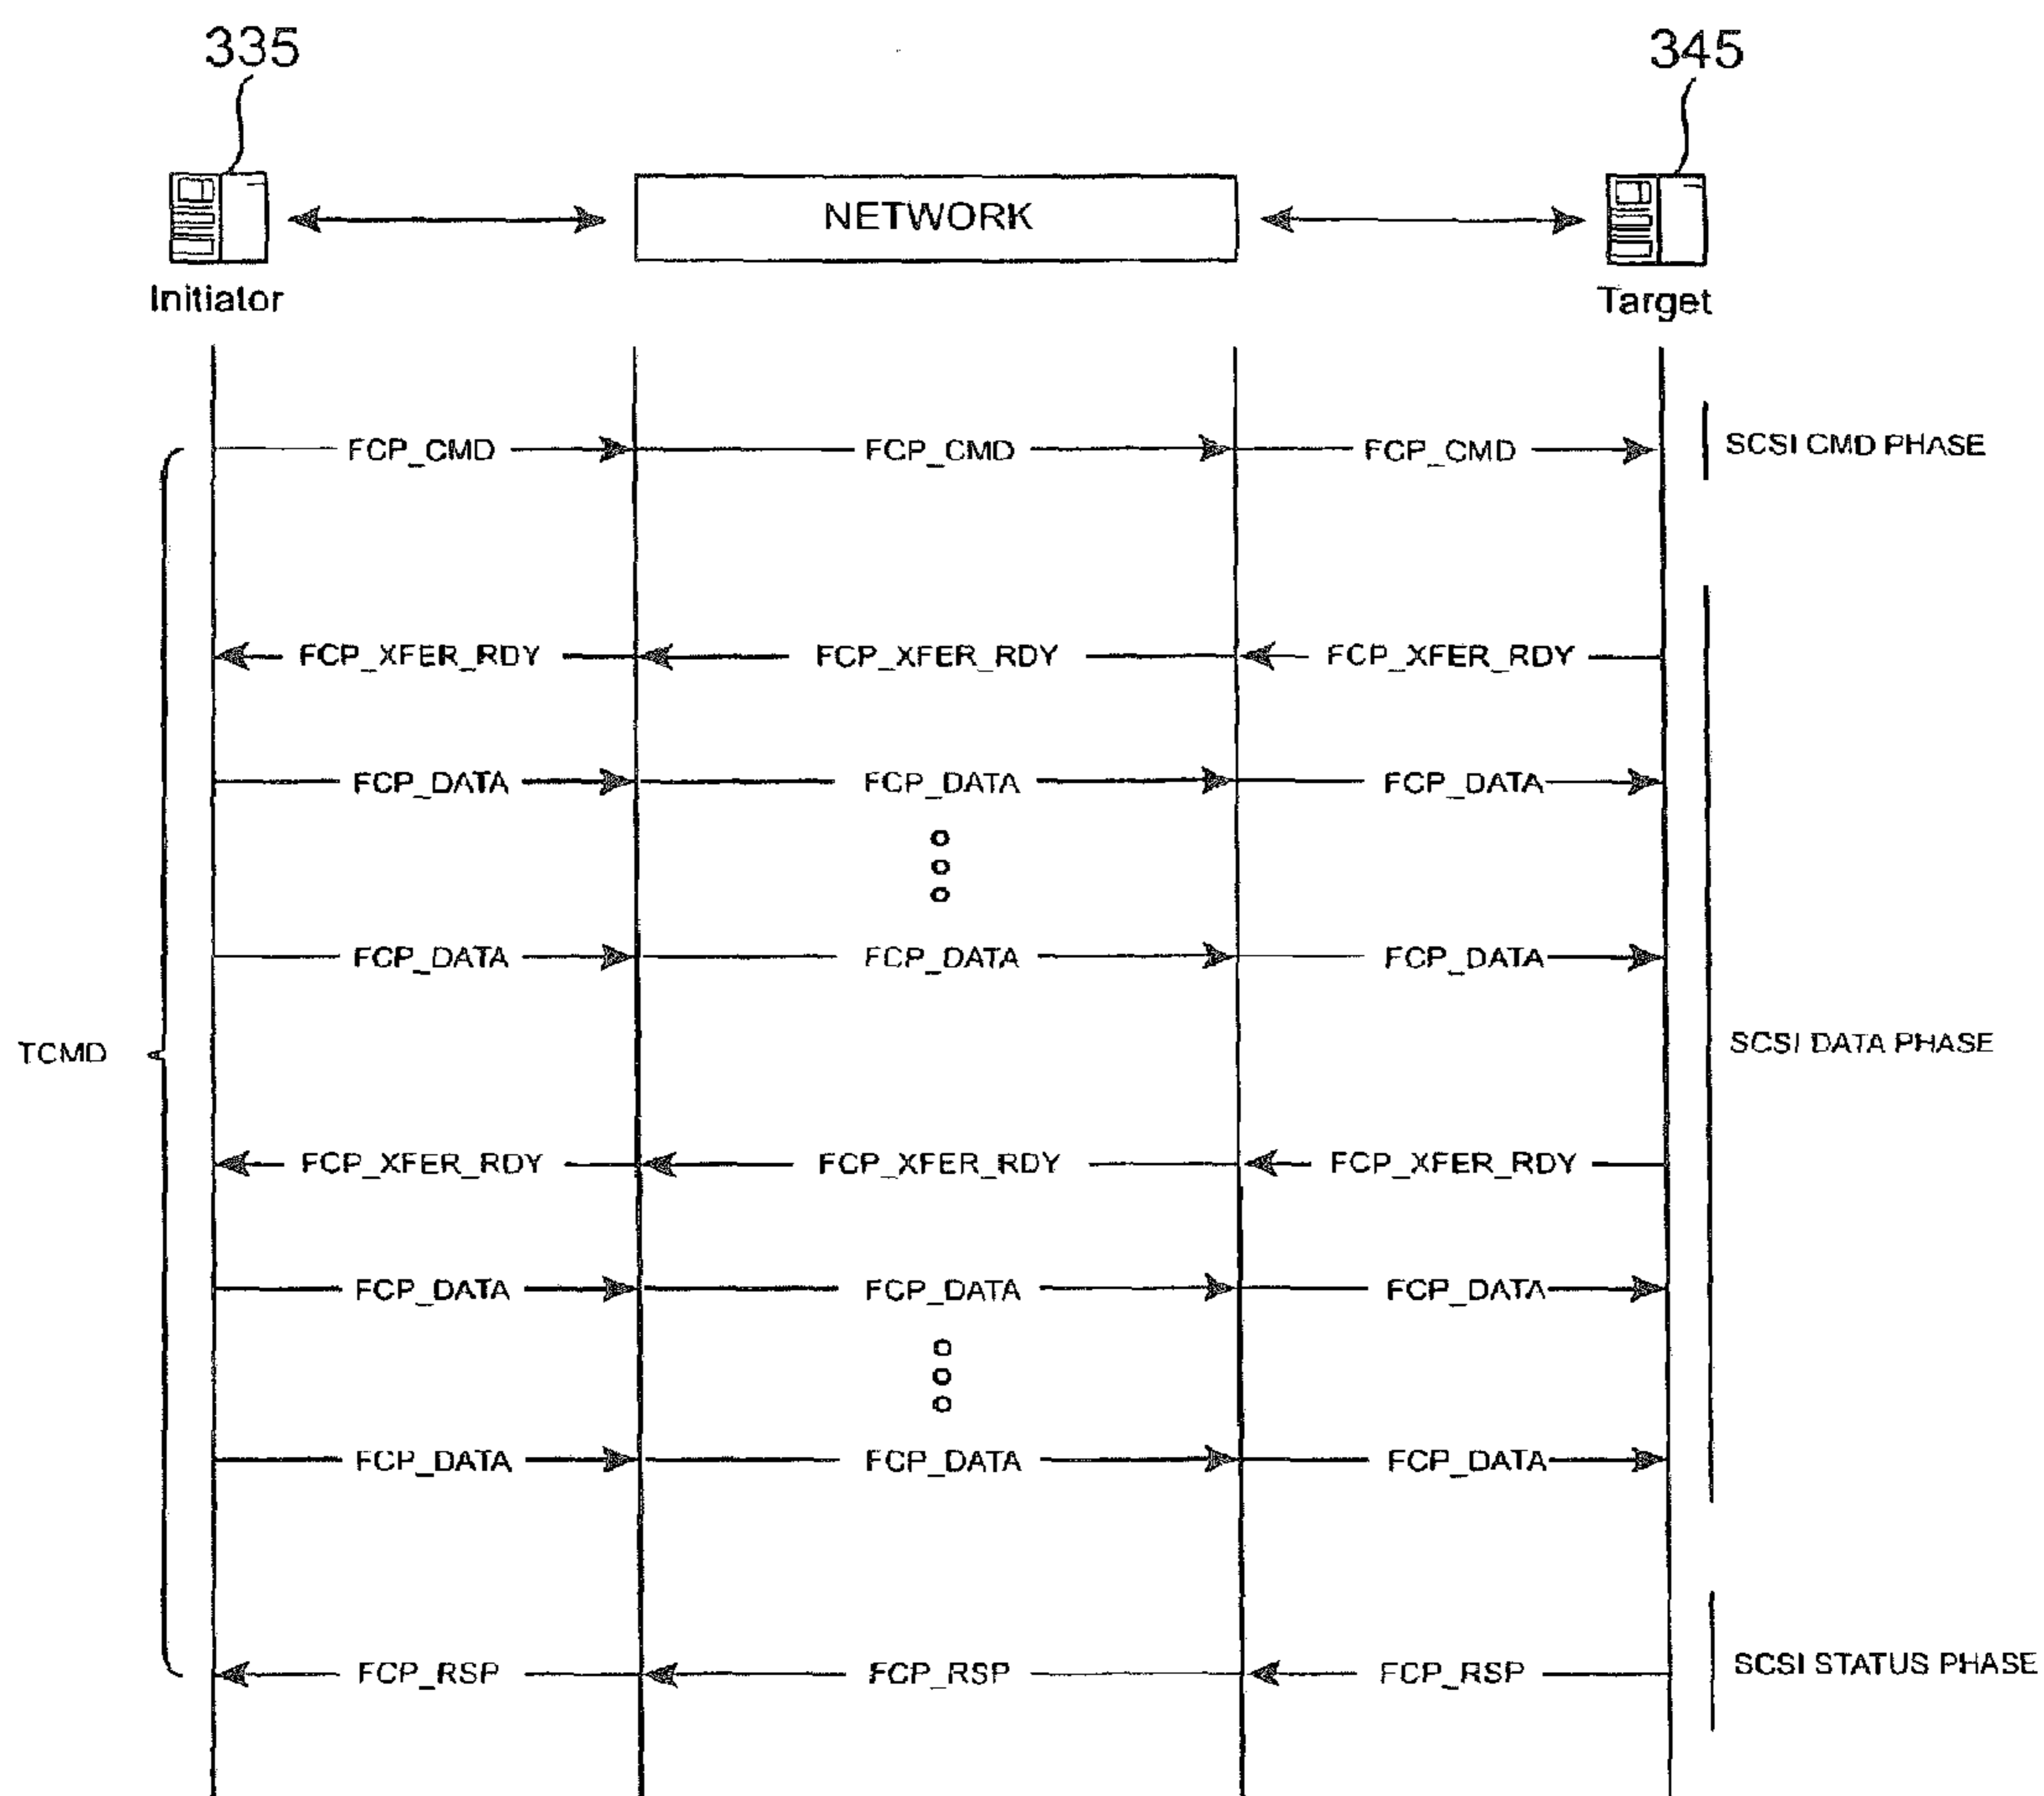 335 345
NETWORK
Initiator Target
FCP_CMD FCP_CMD FCP_CMD SCSI CMD PHASE
FCP_XFER_RDY FCP_XFER_RDY FCP_XFER_RDY
FCP_DATA FCP_DATA FCP_DATA
FCP_DATA FCP_DATA FCP_DATA
TCMD SCSI DATA PHASE
FCP_XFER_RDY FCP_XFER_RDY FCP_XFER_RDY
FCP_DATA FCP_DATA FCP_DATA
FCP_DATA FCP_DATA FCP_DATA
FCP_RSP FCP_RSP FCP_RSP SCSI STATUS PHASE